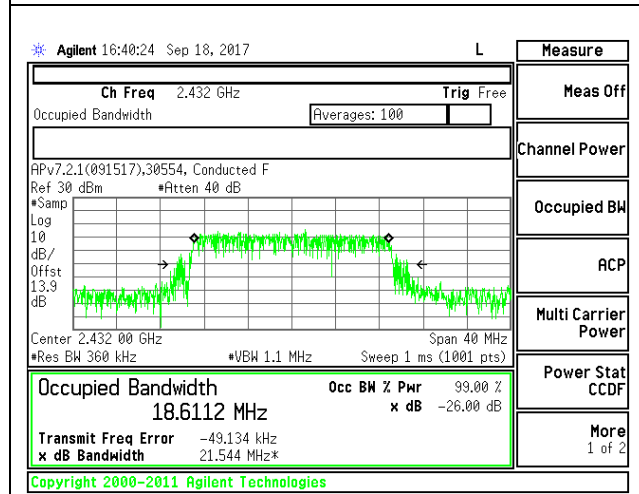 Agilent 16:40:24 Sep 18, 2017 L
Measure
Ch Freq 2.432 GHz Trig Free
Occupied Bandwidth Averages: 100
APv7.2.1(091517),30554, Conducted F
Ref 30 dBm #Atten 40 dB
#Samp
Log
10
dB/
Offst
13.9
dB
Center 2.432 00 GHz Span 40 MHz
#Res BW 360 kHz #VBW 1.1 MHz Sweep 1 ms (1001 pts)
Occupied Bandwidth Occ BW % Pwr 99.00 %
18.6112 MHz x dB -26.00 dB
Transmit Freq Error -49.134 kHz
x dB Bandwidth 21.544 MHz*
Copyright 2000-2011 Agilent Technologies
Meas Off
Channel Power
Occupied BW
ACP
Multi Carrier
Power
Power Stat
CCDF
More
1 of 2